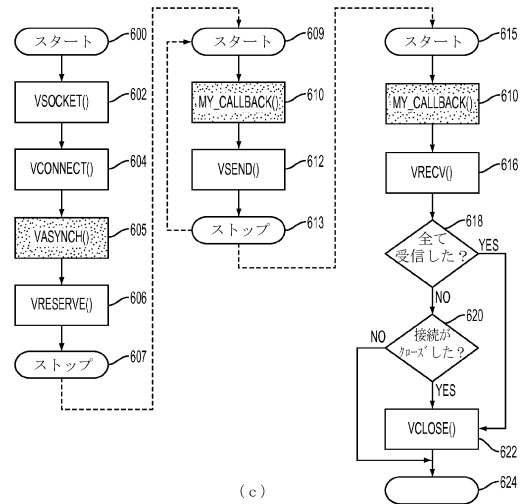 スタート
600
VSOCKET()
602
VCONNECT()
604
VASYNCH()
605
VRESERVE()
606
ストップ
607
スタート
609
MY_CALLBACK()
610
VSEND()
612
ストップ
613
スタート
615
MY_CALLBACK()
610
VRECV()
616
618
全て
受信した？
YES
NO
620
接続が
ｸﾛｰｽﾞした？
NO
YES
VCLOSE()
622
624
(c)